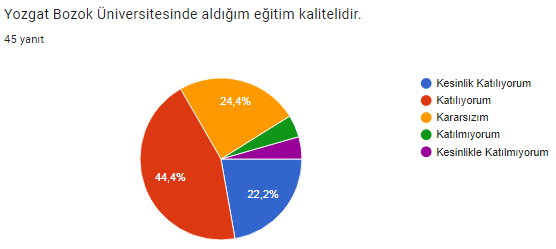 Yozgat Bozok Üniversitesinde aldığım eğitim kalitelidir.
45 yanıt
Kesinlik Katılıyorum
Katılıyorum
Kararsızım
Katılmıyorum
Kesinlikle Katılmıyorum
24,4%
44,4%
22,2%